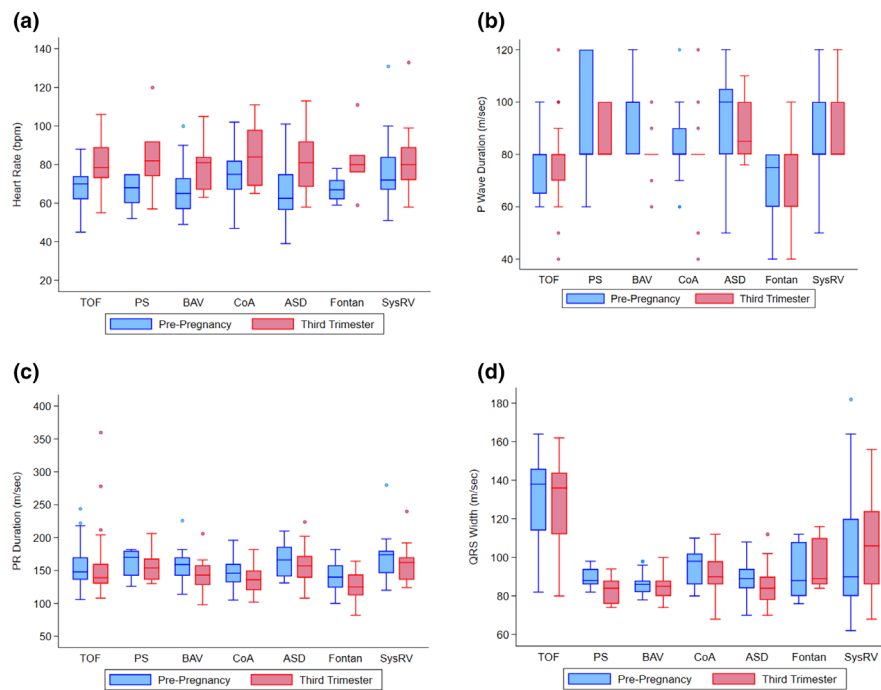 (a)
140
120
100
80
60
40
20
Heart Rate (bpm)
TOF PS BAV CoA ASD Fontan SysRV
Pre-Pregnancy Third Trimester
(b)
120
100
80
60
40
P Wave Duration (m/sec)
TOF PS BAV CoA ASD Fontan SysRV
Pre-Pregnancy Third Trimester
(c)
400
350
300
250
200
150
100
50
PR Duration (m/sec)
TOF PS BAV CoA ASD Fontan SysRV
Pre-Pregnancy Third Trimester
(d)
180
160
140
120
100
80
60
QRS Width (m/sec)
TOF PS BAV CoA ASD Fontan SysRV
Pre-Pregnancy Third Trimester